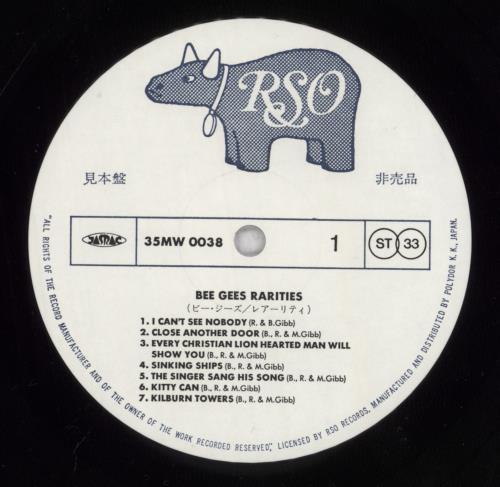 RSO
見本盤
非売品
JASRAC
35MW 0038
1
ST 33
BEE GEES RARITIES
(ビー・ジーズ/レアーリティ)
1. I CAN'T SEE NOBODY (R. & B.Gibb)
2. CLOSE ANOTHER DOOR (B., R. & M.Gibb)
3. EVERY CHRISTIAN LION HEARTED MAN WILL
SHOW YOU (B., R. & M.Gibb)
4. SINKING SHIPS (B., R. & M.Gibb)
5. THE SINGER SANG HIS SONG (B., R. & M.Gibb)
6. KITTY CAN (B., R. & M.Gibb)
7. KILBURN TOWERS (B., R. & M.Gibb)
"ALL RIGHTS OF THE RECORD MANUFACTURER AND OF THE OWNER OF THE WORK RECORDED RESERVED," LICENSED BY RSO RECORDS, MANUFACTURED AND DISTRIBUTED BY POLYDOR K. K., JAPAN.